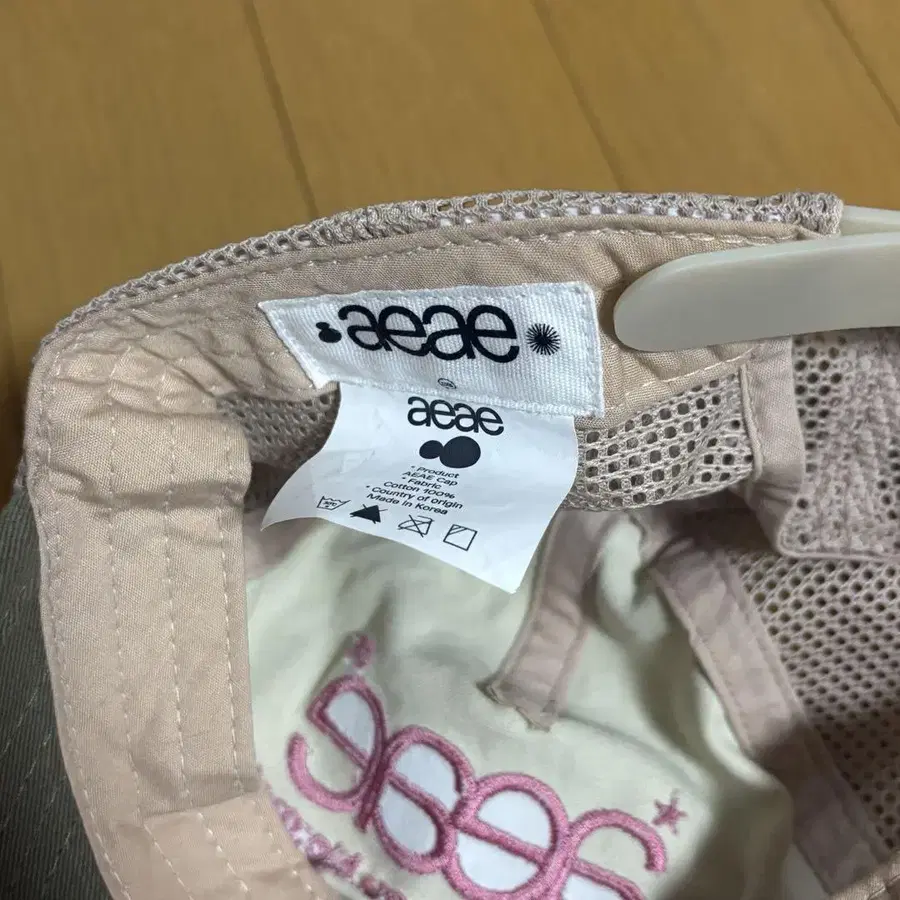 aeae
aeae
* Product
AEAE Cap
* Fabric
Cotton 100%
* Country of origin
Made in Korea